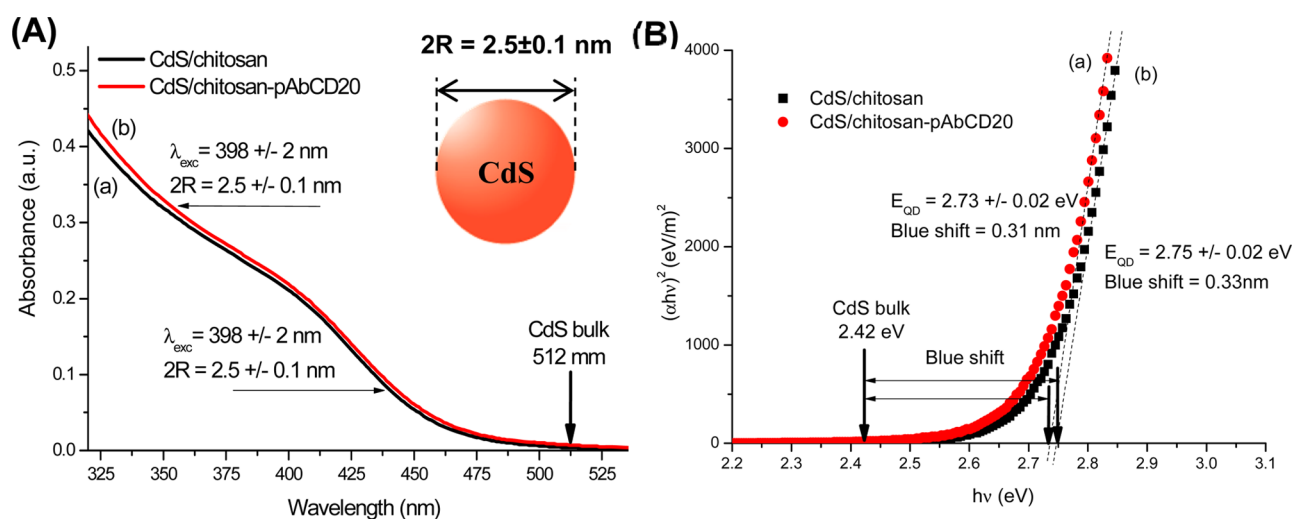 (A)
CdS/chitosan
CdS/chitosan-pAbCD20
2R = 2.5±0.1 nm
CdS
(b)
(a)
λexc = 398 +/- 2 nm
2R = 2.5 +/- 0.1 nm
λexc = 398 +/- 2 nm
2R = 2.5 +/- 0.1 nm
CdS bulk
512 mm
Absorbance (a.u.)
0.5
0.4
0.3
0.2
0.1
0.0
325 350 375 400 425 450 475 500 525
Wavelength (nm)
(B)
CdS/chitosan
CdS/chitosan-pAbCD20
(a)
(b)
EQD = 2.73 +/- 0.02 eV
Blue shift = 0.31 nm
EQD = 2.75 +/- 0.02 eV
Blue shift = 0.33nm
CdS bulk
2.42 eV
Blue shift
(αhν)² (eV/m)²
4000
3000
2000
1000
0
2.2 2.3 2.4 2.5 2.6 2.7 2.8 2.9 3.0 3.1
hν (eV)